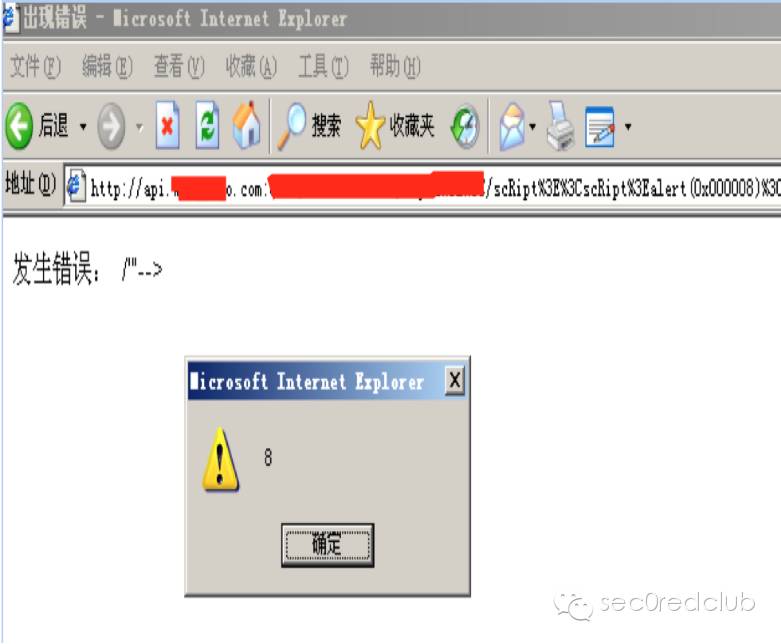 出现错误 - Microsoft Internet Explorer
文件(F) 编辑(E) 查看(V) 收藏(A) 工具(T) 帮助(H)
后退 搜索 收藏夹
地址(D) http://api. o.com: /scRipt%3E%3CscRipt%3Ealert(0x000008)%3C
发生错误： /'"-->
Microsoft Internet Explorer
8
确定
sec0redclub